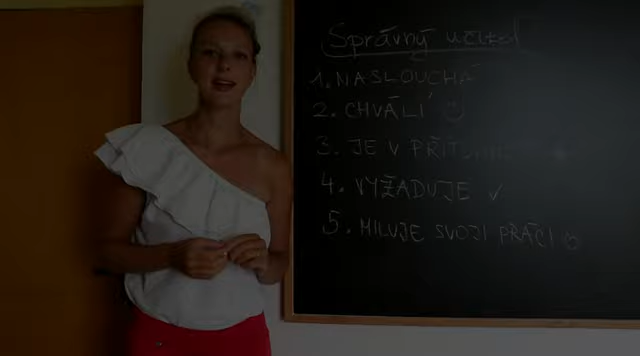 Správný učitel
1. NASLOUCHÁ
2. CHVÁLÍ ☺
3. JE V
4. VYŽADUJE
5. MILUJE SVOJI PRÁCI ☺